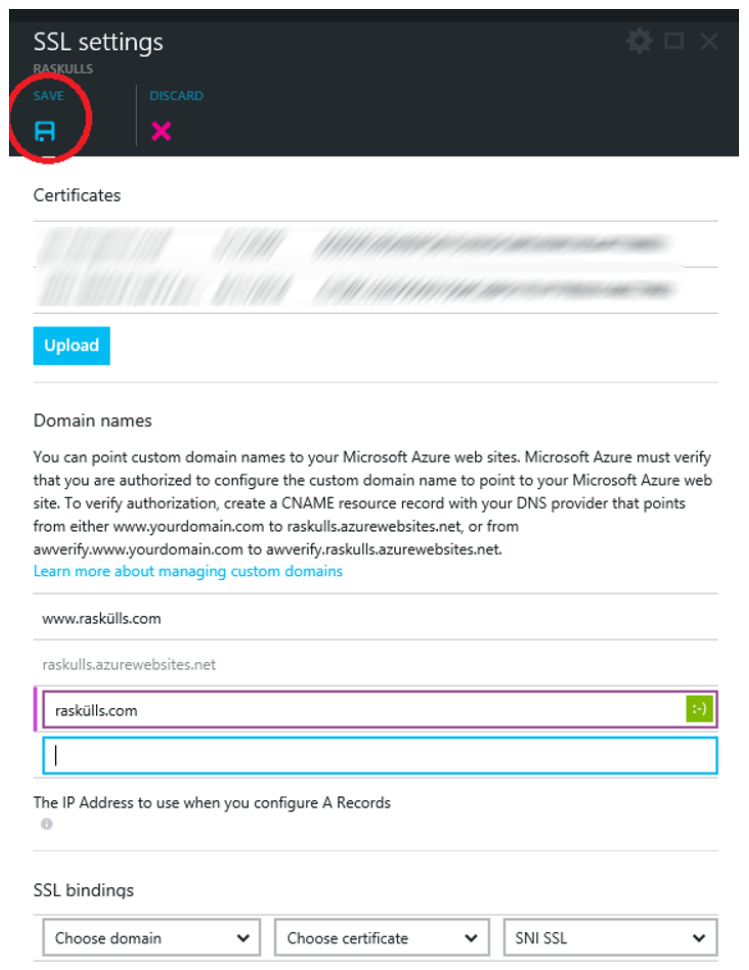 SSL settings
RASKULLS
SAVE
DISCARD
Certificates
Upload
Domain names
You can point custom domain names to your Microsoft Azure web sites. Microsoft Azure must verify
that you are authorized to configure the custom domain name to point to your Microsoft Azure web
site. To verify authorization, create a CNAME resource record with your DNS provider that points
from either www.yourdomain.com to raskulls.azurewebsites.net, or from
awverify.www.yourdomain.com to awverify.raskulls.azurewebsites.net.
Learn more about managing custom domains
www.raskülls.com
raskulls.azurewebsites.net
raskülls.com :-)
The IP Address to use when you configure A Records
SSL bindings
Choose domain Choose certificate SNI SSL